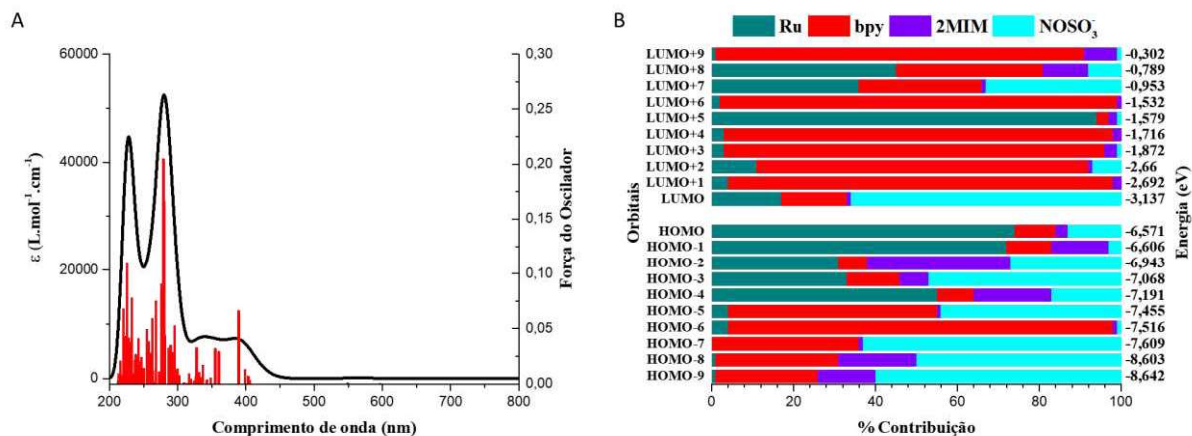 A
60000
40000
20000
0
ε (L.mol⁻¹.cm⁻¹)
0,30
0,25
0,20
0,15
0,10
0,05
0,00
Força do Oscilador
200 300 400 500 600 700 800
Comprimento de onda (nm)
B
Ru bpy 2MIM NOSO₃⁻
LUMO+9 -0,302
LUMO+8 -0,789
LUMO+7 -0,953
LUMO+6 -1,532
LUMO+5 -1,579
LUMO+4 -1,716
LUMO+3 -1,872
LUMO+2 -2,66
LUMO+1 -2,692
LUMO -3,137
HOMO -6,571
HOMO-1 -6,606
HOMO-2 -6,943
HOMO-3 -7,068
HOMO-4 -7,191
HOMO-5 -7,455
HOMO-6 -7,516
HOMO-7 -7,609
HOMO-8 -8,603
HOMO-9 -8,642
Orbitais
Energia (eV)
0 20 40 60 80 100
% Contribuição